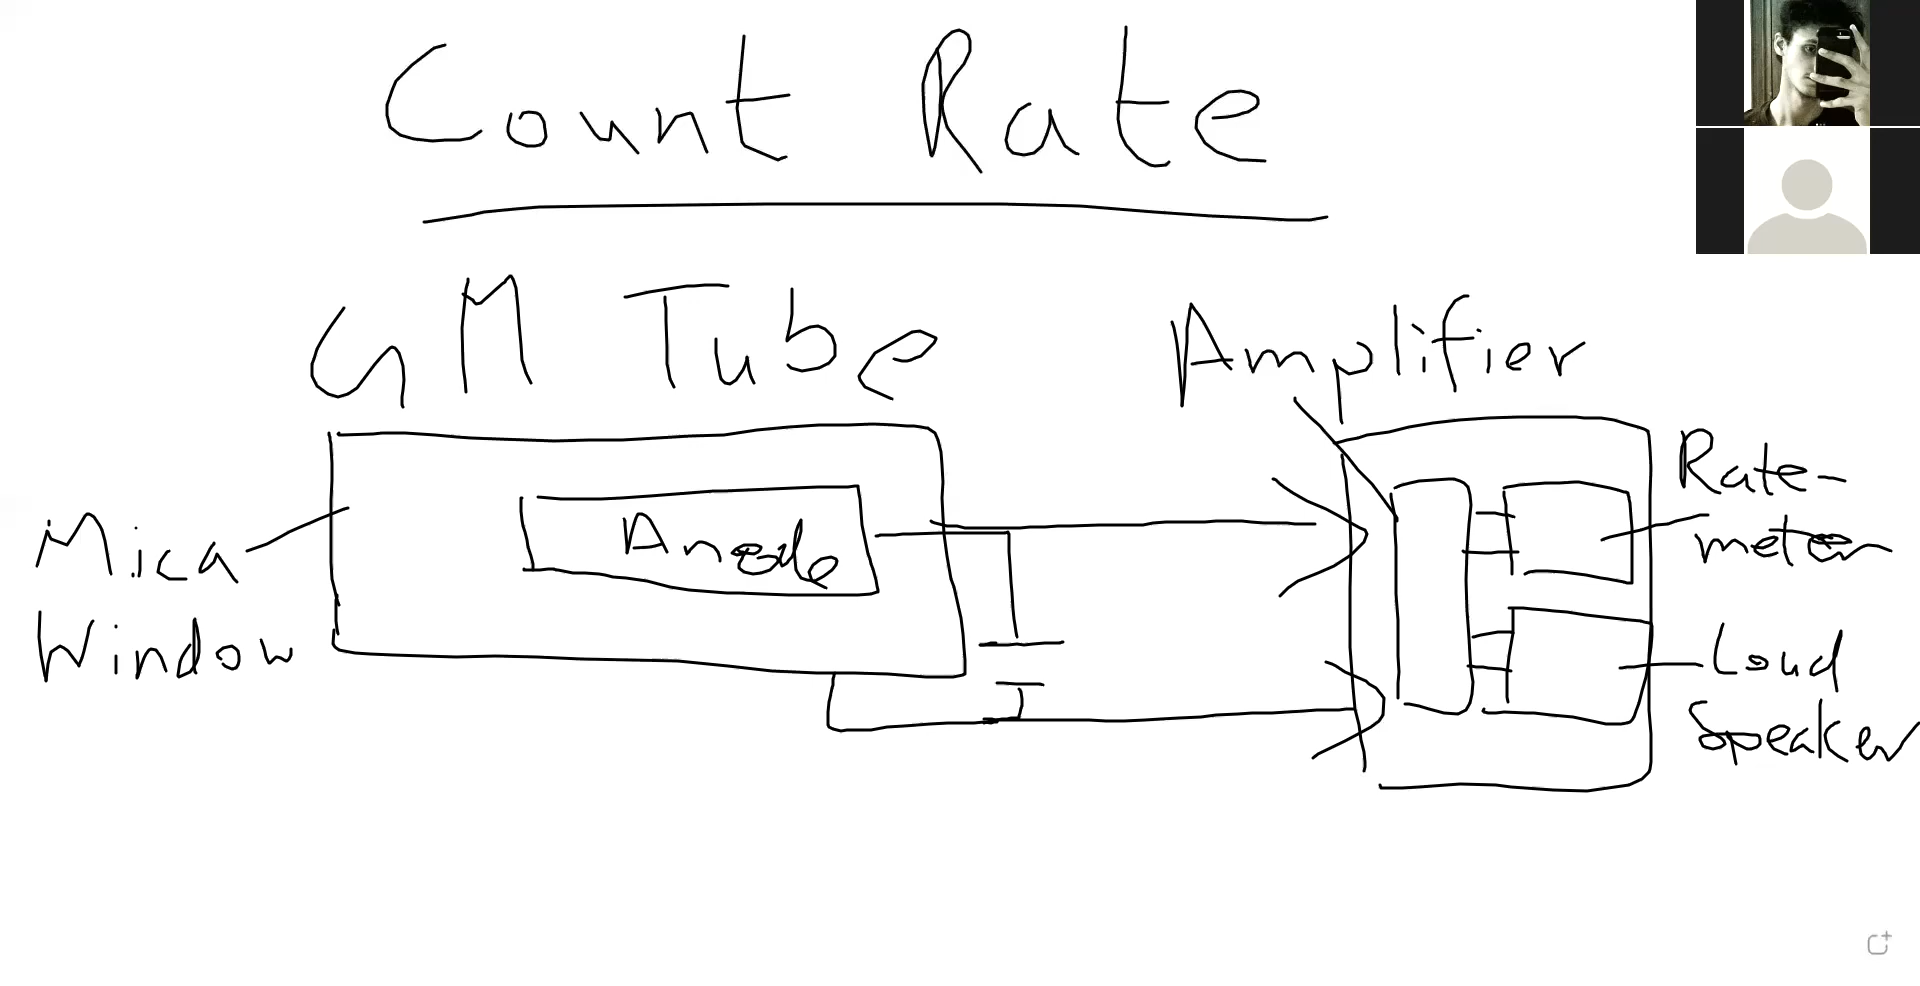 Count Rate
GM Tube
Amplifier
Mica
Window
Anode
Rate-
meter
Loud
Speaker